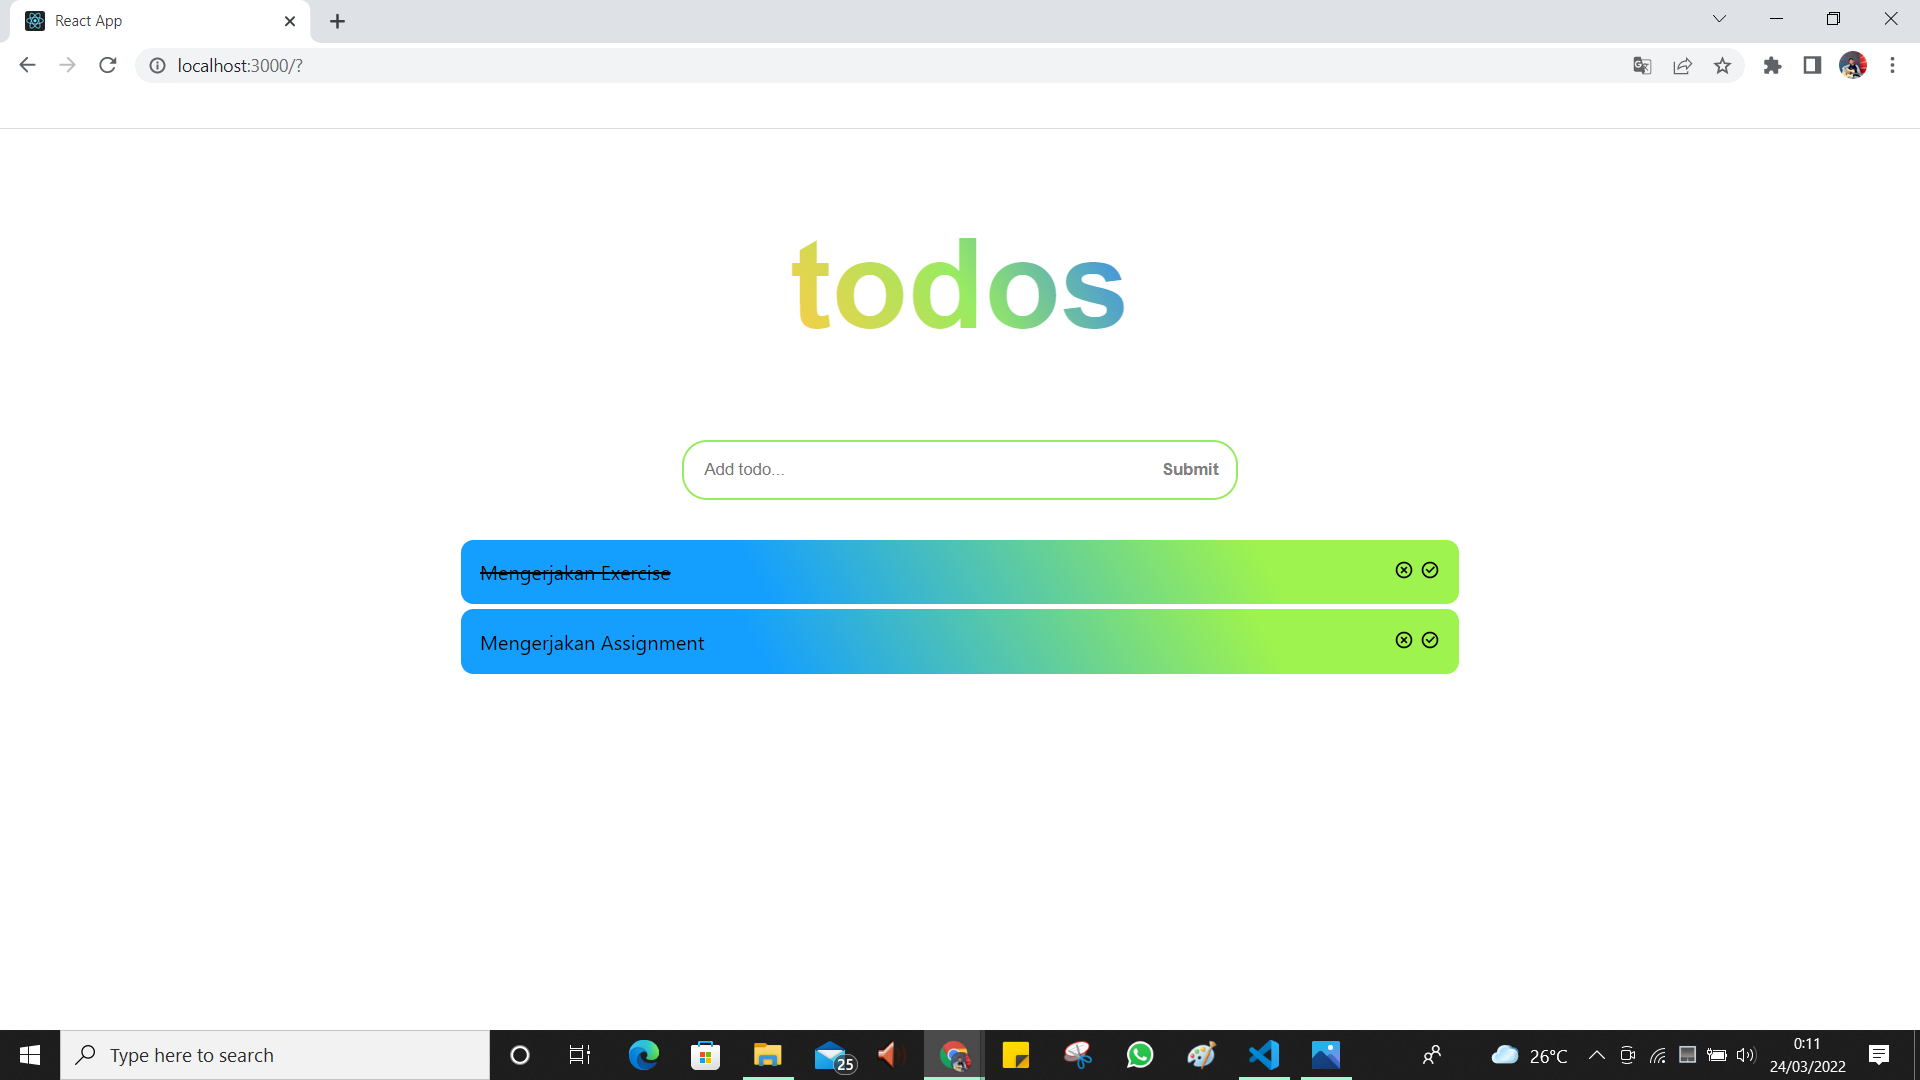 React App
localhost:3000/?
todos
Add todo...
Submit
Mengerjakan Exercise
Mengerjakan Assignment
Type here to search
25
26°C
0:11
24/03/2022